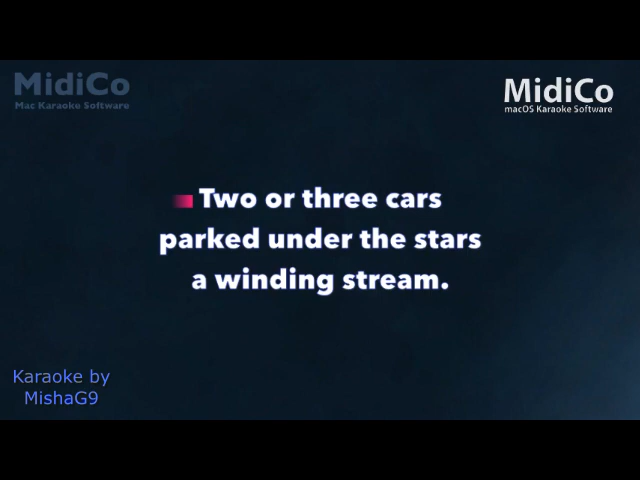 MidiCo
Mac Karaoke Software
MidiCo
macOS Karaoke Software
Two or three cars
parked under the stars
a winding stream.
Karaoke by
MishaG9